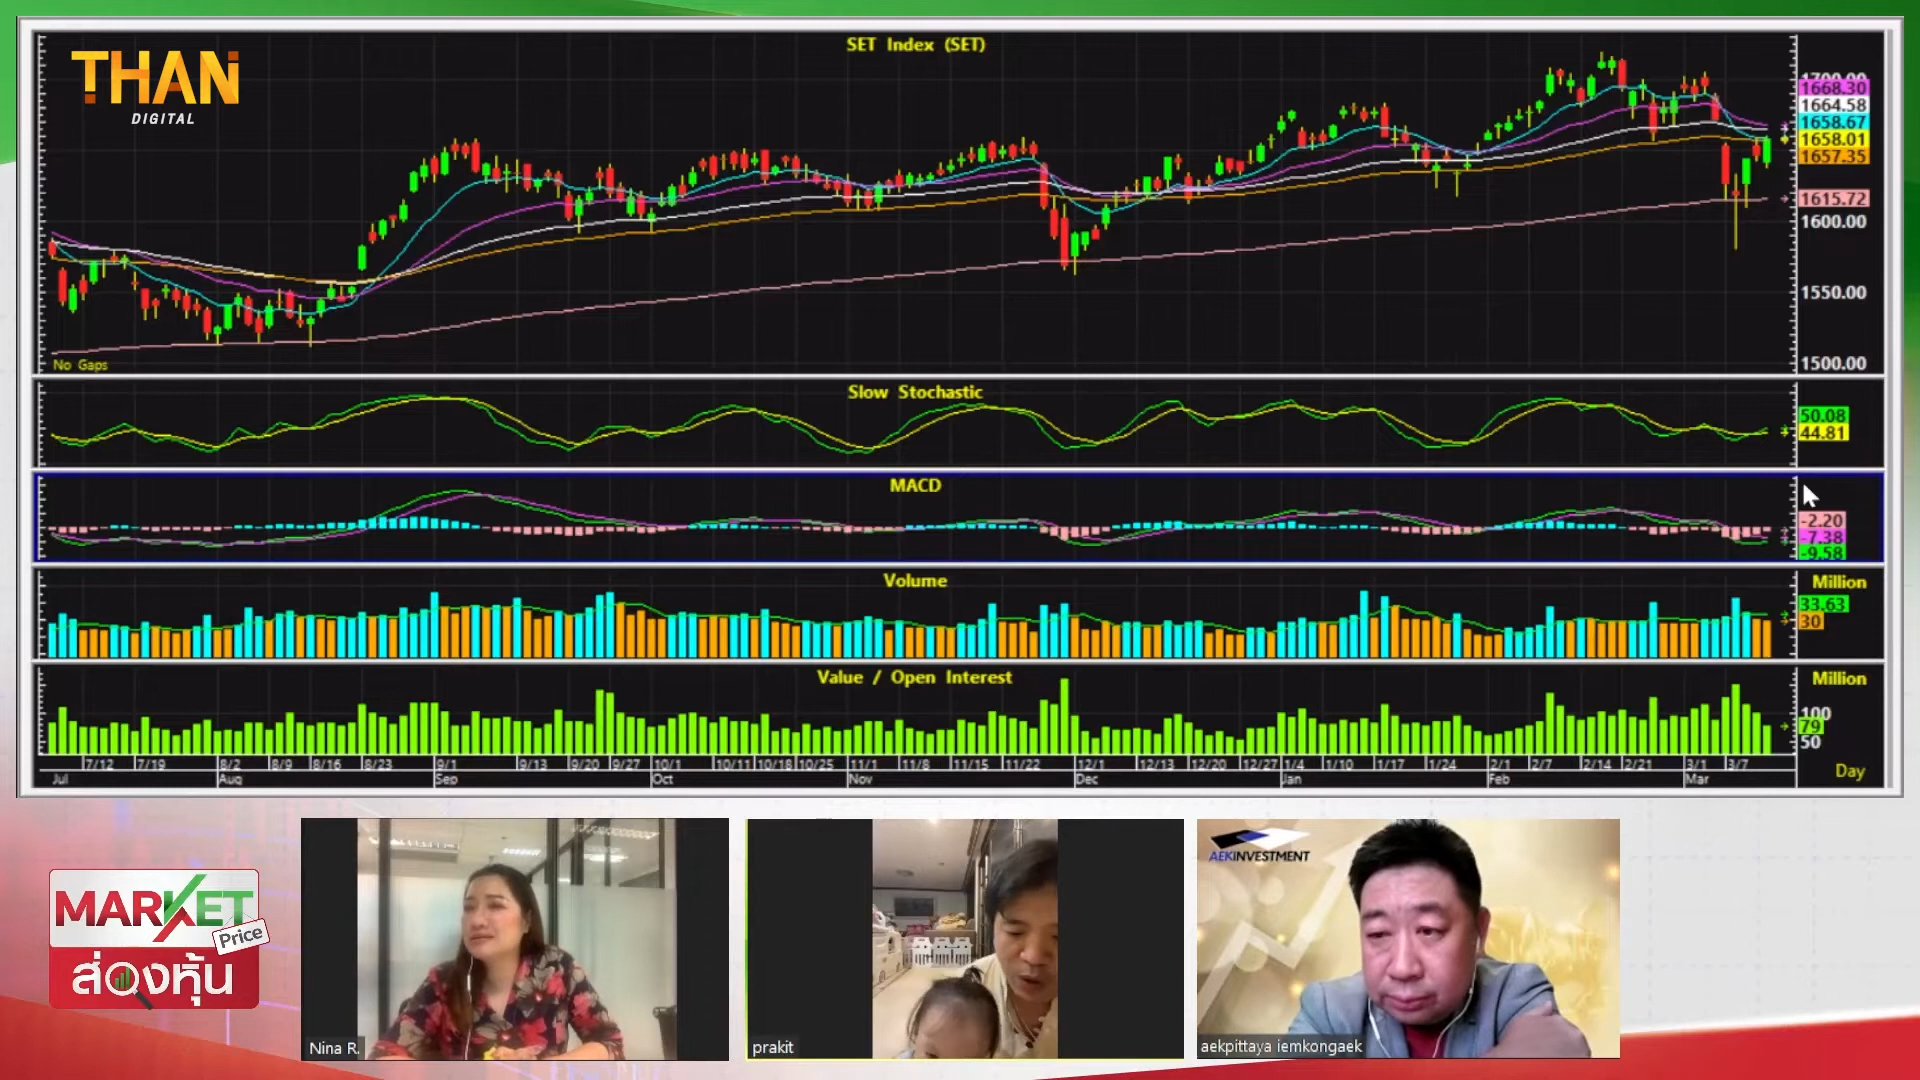 THAN
DIGITAL
SET Index (SET)
1700.00
1668.30
1664.58
1658.67
1658.01
1657.35
1615.72
1600.00
1550.00
1500.00
No Gaps
Slow Stochastic
50.08
44.81
MACD
-2.20
-7.38
-9.58
Volume
Million
33.63
30
Value / Open Interest
Million
100
79
50
7/12 7/19 8/2 8/9 8/16 8/23 9/1 9/13 9/20 9/27 10/1 10/11 10/18 10/25 11/1 11/8 11/15 11/22 12/1 12/13 12/20 12/27 1/4 1/10 1/17 1/24 2/1 2/7 2/14 2/21 3/1 3/7
Jul Aug Sep Oct Nov Dec Jan Feb Mar
Day
MARKET
Price
ส่องหุ้น
Nina R.
prakit
AEKINVESTMENT
aekpittaya iemkongaek